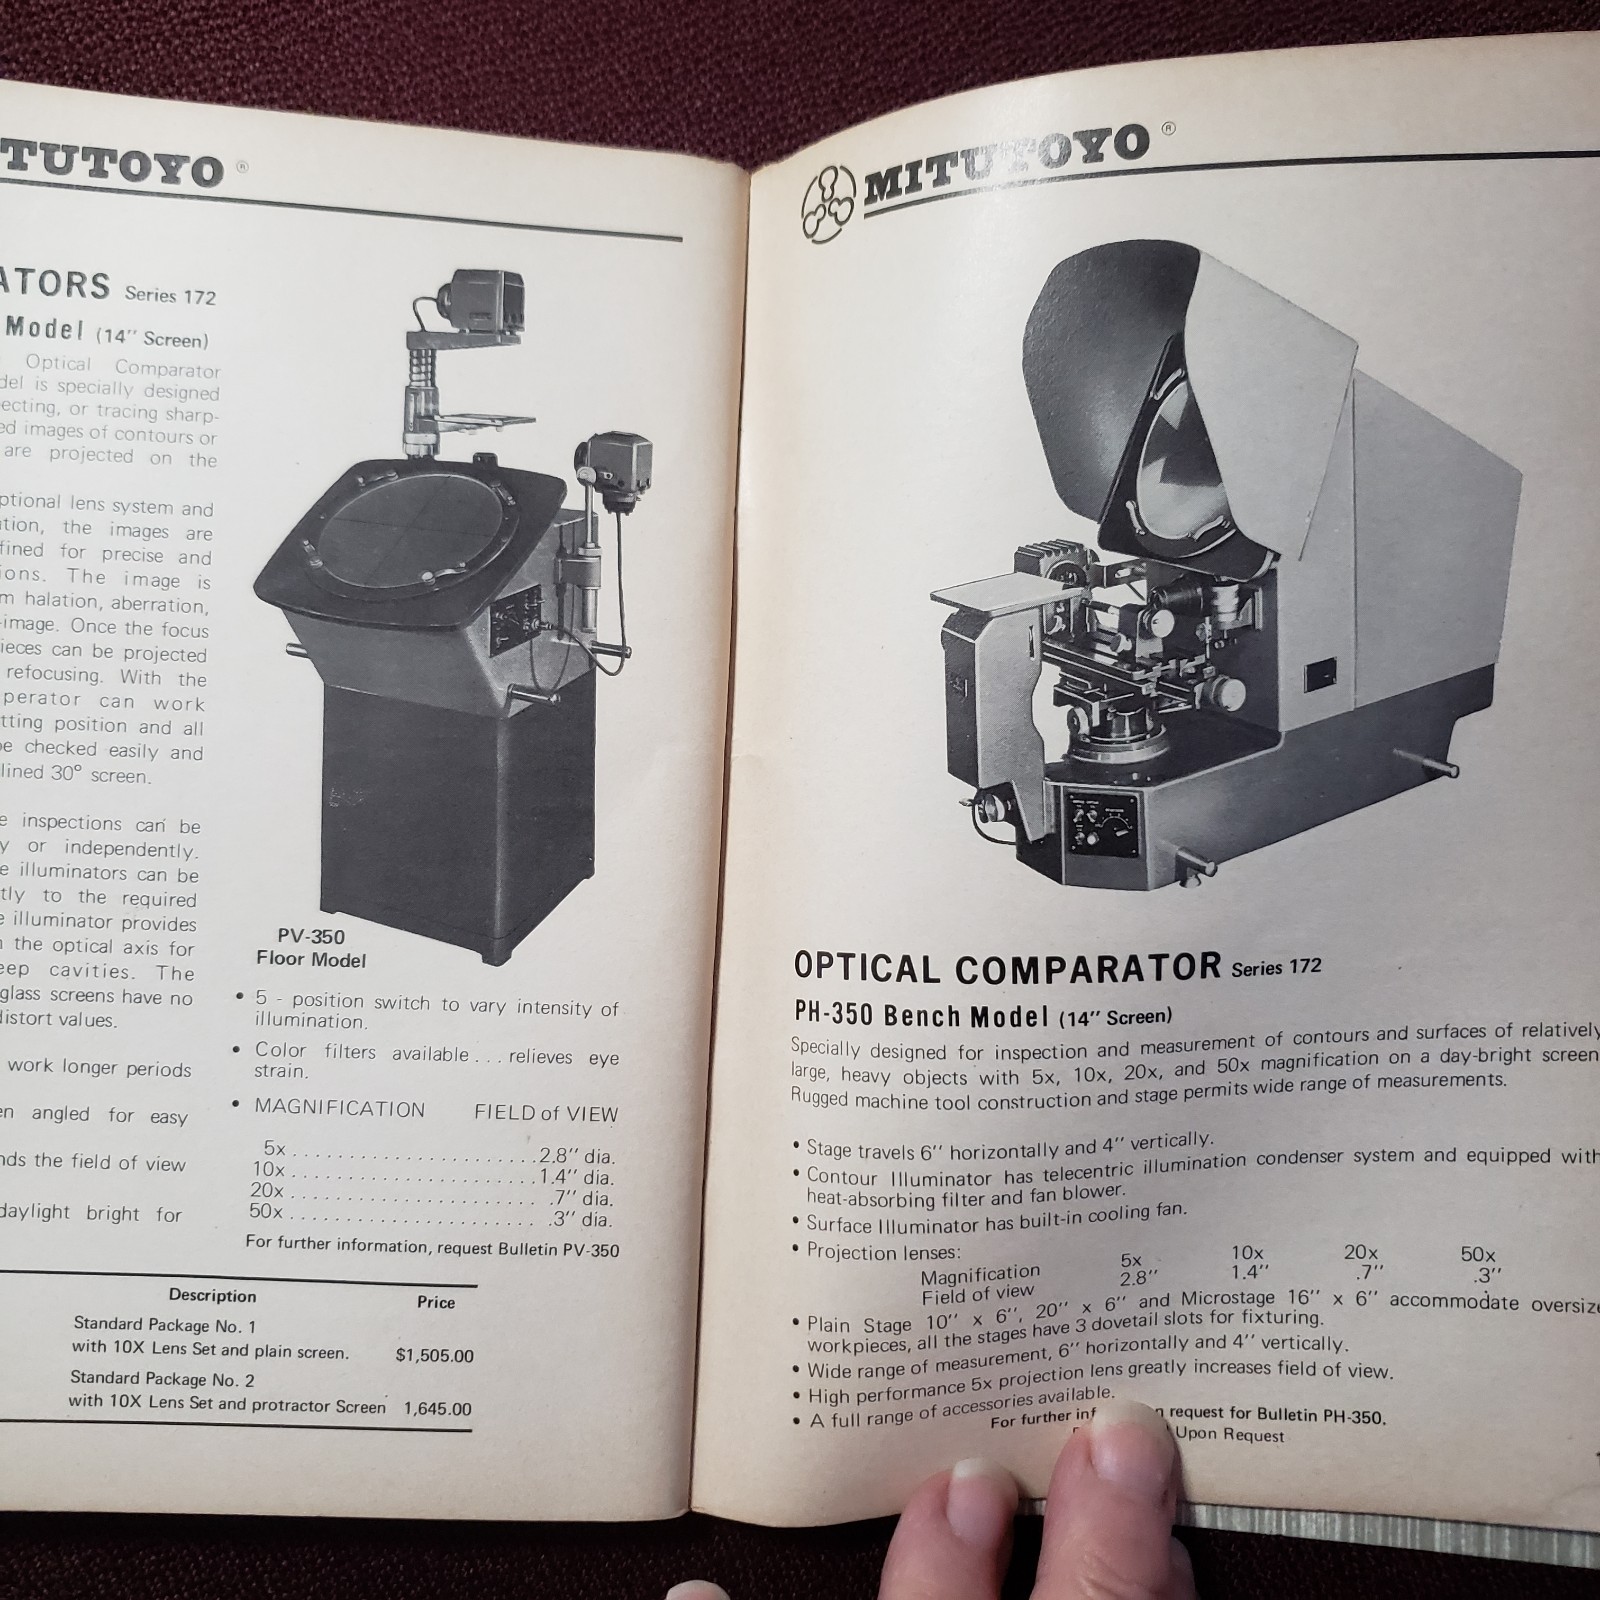 TUTOYO ®
ATORS Series 172
Model (14" Screen)
Optical Comparator
del is specially designed
ecting, or tracing sharp-
ed images of contours or
are projected on the
ptional lens system and
ation, the images are
fined for precise and
ions. The image is
m halation, aberration,
-image. Once the focus
ieces can be projected
refocusing. With the
perator can work
tting position and all
be checked easily and
lined 30° screen.
e inspections can be
y or independently.
e illuminators can be
tly to the required
e illuminator provides
n the optical axis for
eep cavities. The
glass screens have no
distort values.
work longer periods
en angled for easy
nds the field of view
daylight bright for
PV-350
Floor Model
• 5 - position switch to vary intensity of
illumination.
• Color filters available . . . relieves eye
strain.
• MAGNIFICATION FIELD of VIEW
5x . . . . . . . . . . . . . . . . . . . . . . . 2.8" dia.
10x . . . . . . . . . . . . . . . . . . . . . . . 1.4" dia.
20x . . . . . . . . . . . . . . . . . . . . . . . .7" dia.
50x . . . . . . . . . . . . . . . . . . . . . . . .3" dia.
For further information, request Bulletin PV-350
Description Price
Standard Package No. 1
with 10X Lens Set and plain screen. $1,505.00
Standard Package No. 2
with 10X Lens Set and protractor Screen 1,645.00
MITUTOYO ®
OPTICAL COMPARATOR Series 172
PH-350 Bench Model (14" Screen)
Specially designed for inspection and measurement of contours and surfaces of relatively
large, heavy objects with 5x, 10x, 20x, and 50x magnification on a day-bright screen
Rugged machine tool construction and stage permits wide range of measurements.
• Stage travels 6" horizontally and 4" vertically.
• Contour Illuminator has telecentric illumination condenser system and equipped with
heat-absorbing filter and fan blower.
• Surface Illuminator has built-in cooling fan.
• Projection lenses:
Magnification 5x 10x 20x 50x
Field of view 2.8" 1.4" .7" .3"
• Plain Stage 10" x 6", 20" x 6" and Microstage 16" x 6" accommodate oversize
workpieces, all the stages have 3 dovetail slots for fixturing.
• Wide range of measurement, 6" horizontally and 4" vertically.
• High performance 5x projection lens greatly increases field of view.
• A full range of accessories available.
For further inf n request for Bulletin PH-350.
Upon Request